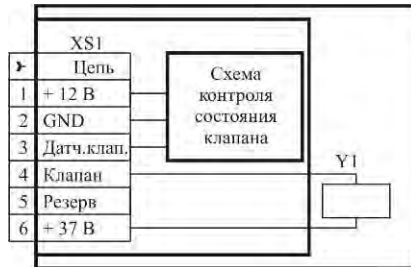 XS1
Цепь
1 + 12 В
2 GND
3 Датч.клап.
4 Клапан
5 Резерв
6 + 37 В
Схема
контроля
состояния
клапана
Y1